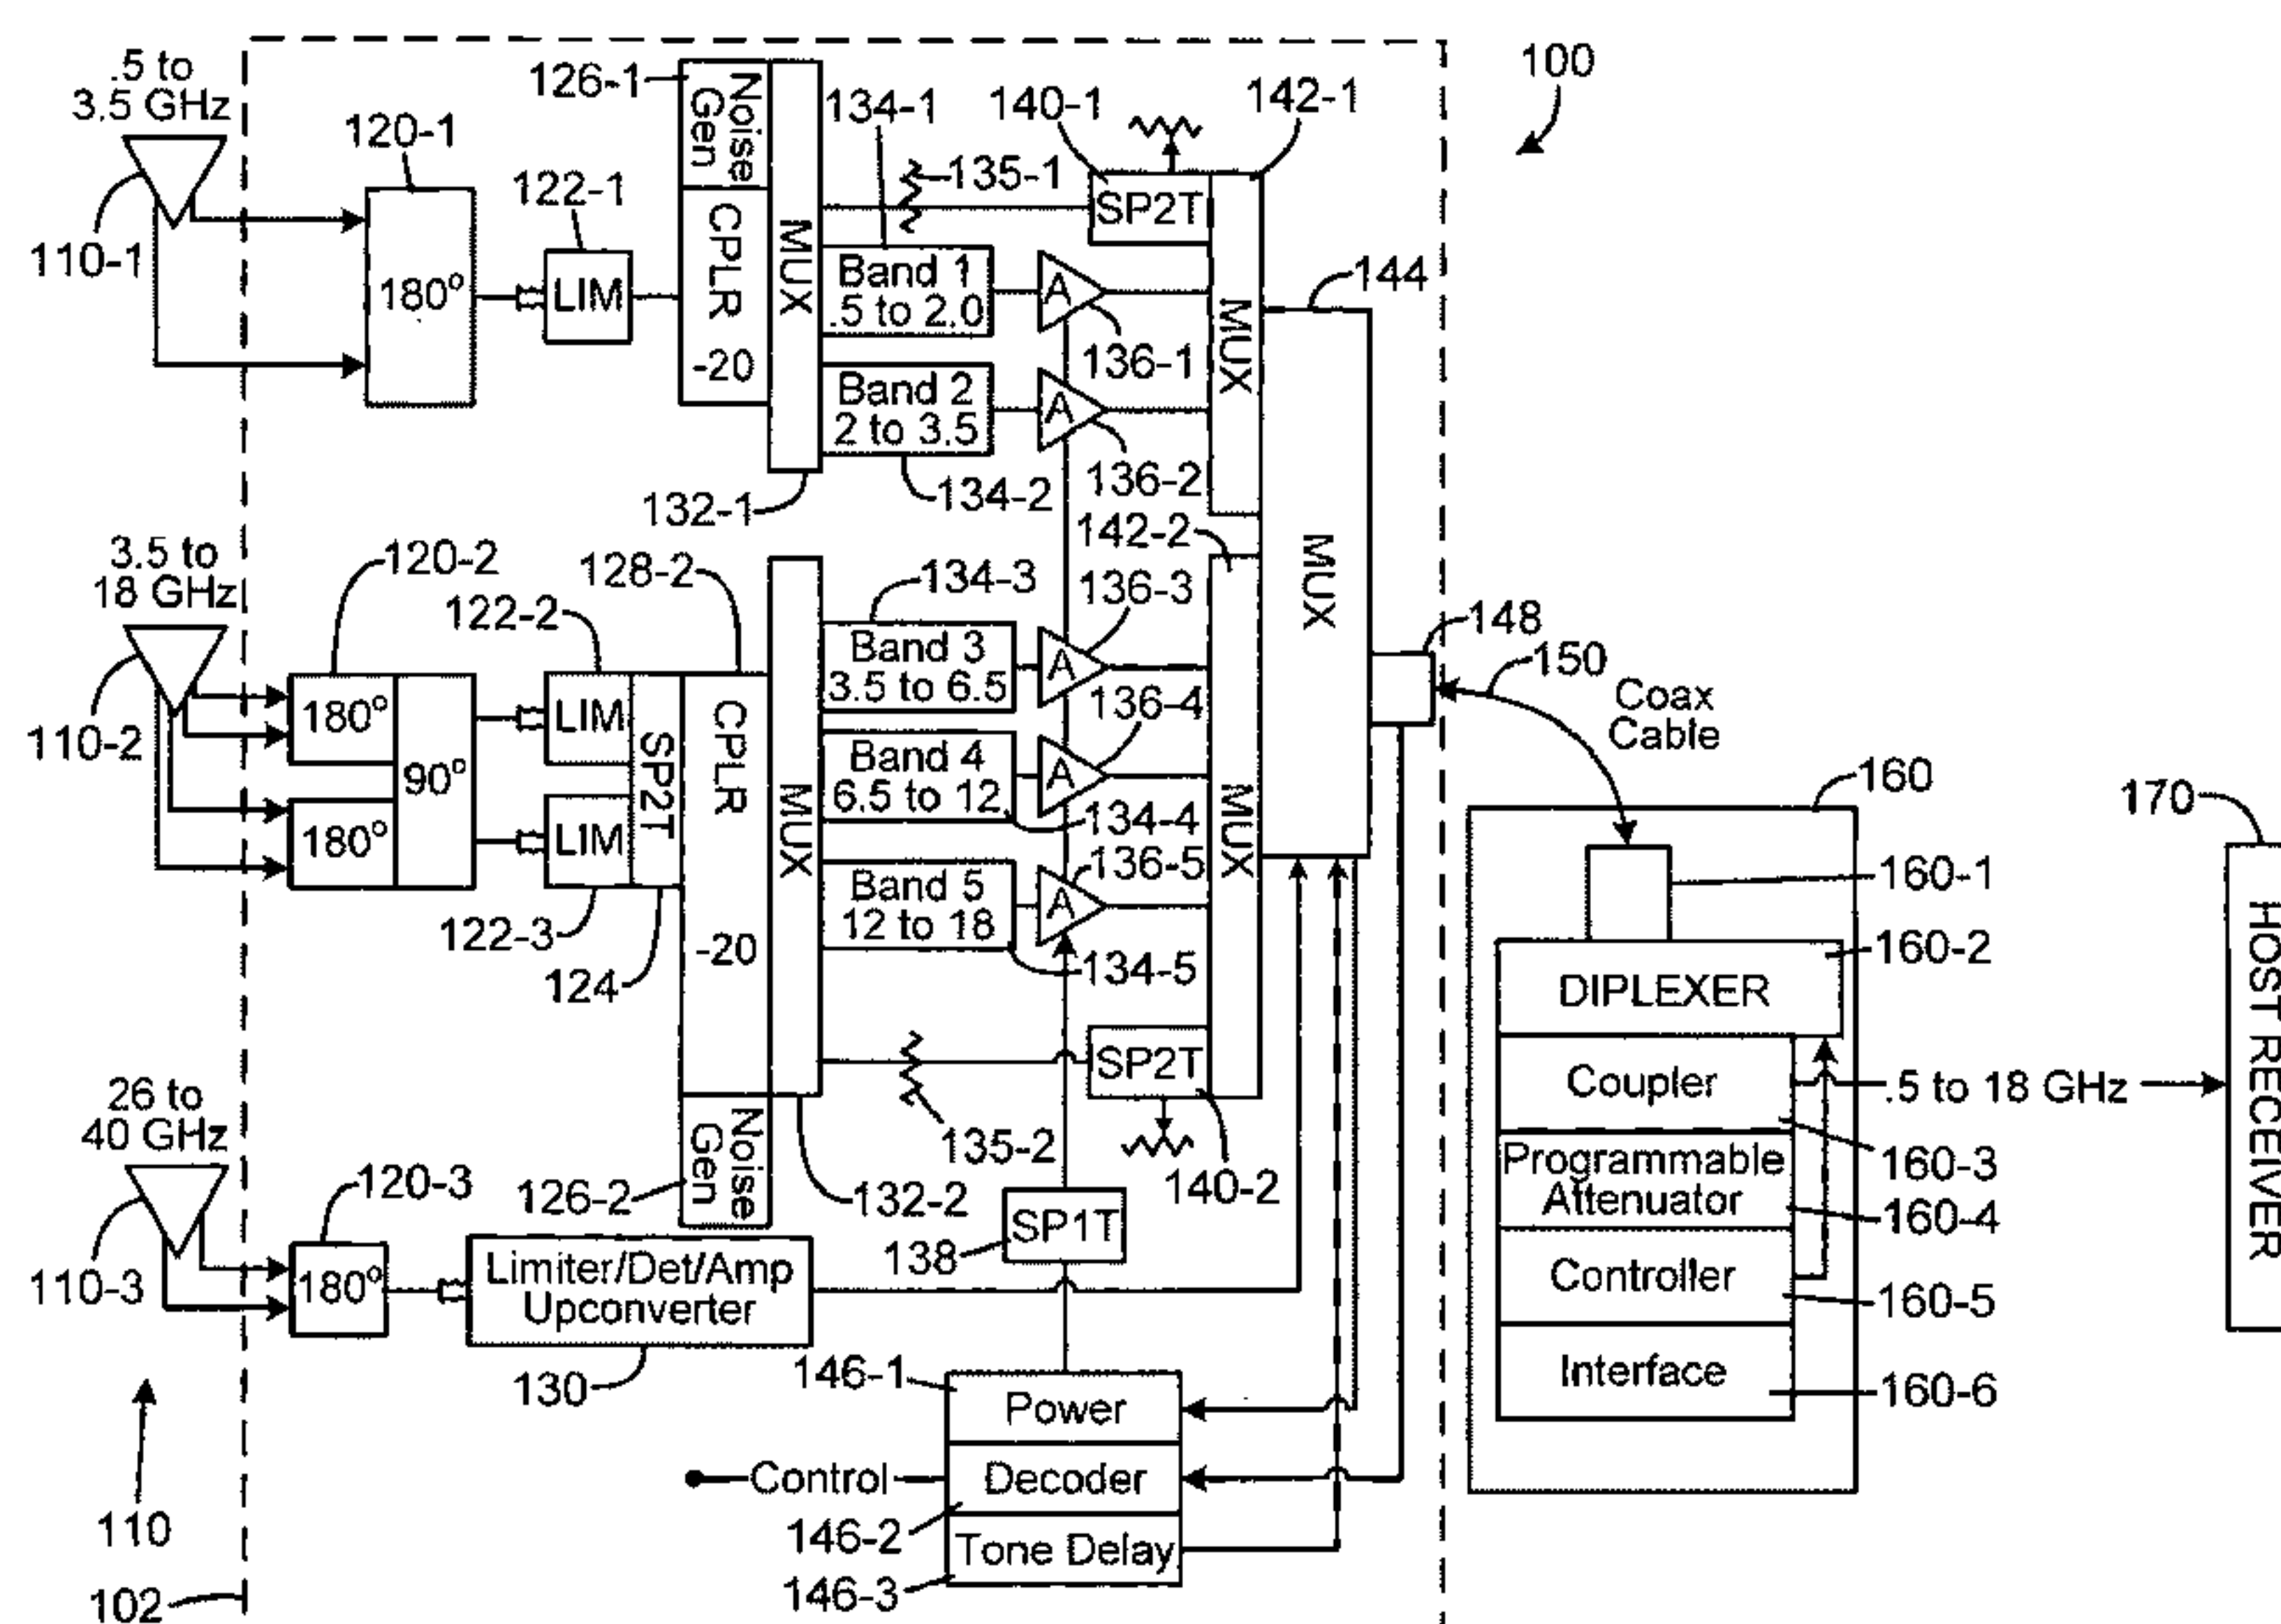 100
.5 to
3.5 GHz
110-1
120-1
180°
122-1
LIM
126-1
Noise
Gen
CPLR
-20
MUX
132-1
134-1
135-1
Band 1
.5 to 2.0
Band 2
2 to 3.5
134-2
A
136-1
A
136-2
140-1
SP2T
142-1
MUX
144
MUX
3.5 to
18 GHz
110-2
120-2
180°
180°
90°
122-2
LIM
LIM
122-3
SP2T
124
128-2
CPLR
-20
MUX
132-2
Noise
Gen
126-2
134-3
Band 3
3.5 to 6.5
Band 4
6.5 to 12
134-4
Band 5
12 to 18
134-5
135-2
A
136-3
A
136-4
A
136-5
142-2
MUX
SP2T
140-2
148
150
Coax
Cable
26 to
40 GHz
110-3
120-3
180°
Limiter/Det/Amp
Upconverter
130
SP1T
138
146-1
Power
Control
Decoder
146-2
Tone Delay
146-3
110
102
160
160-1
DIPLEXER
160-2
Coupler
160-3
Programmable
Attenuator
160-4
Controller
160-5
Interface
160-6
.5 to 18 GHz
170
HOST RECEIVER